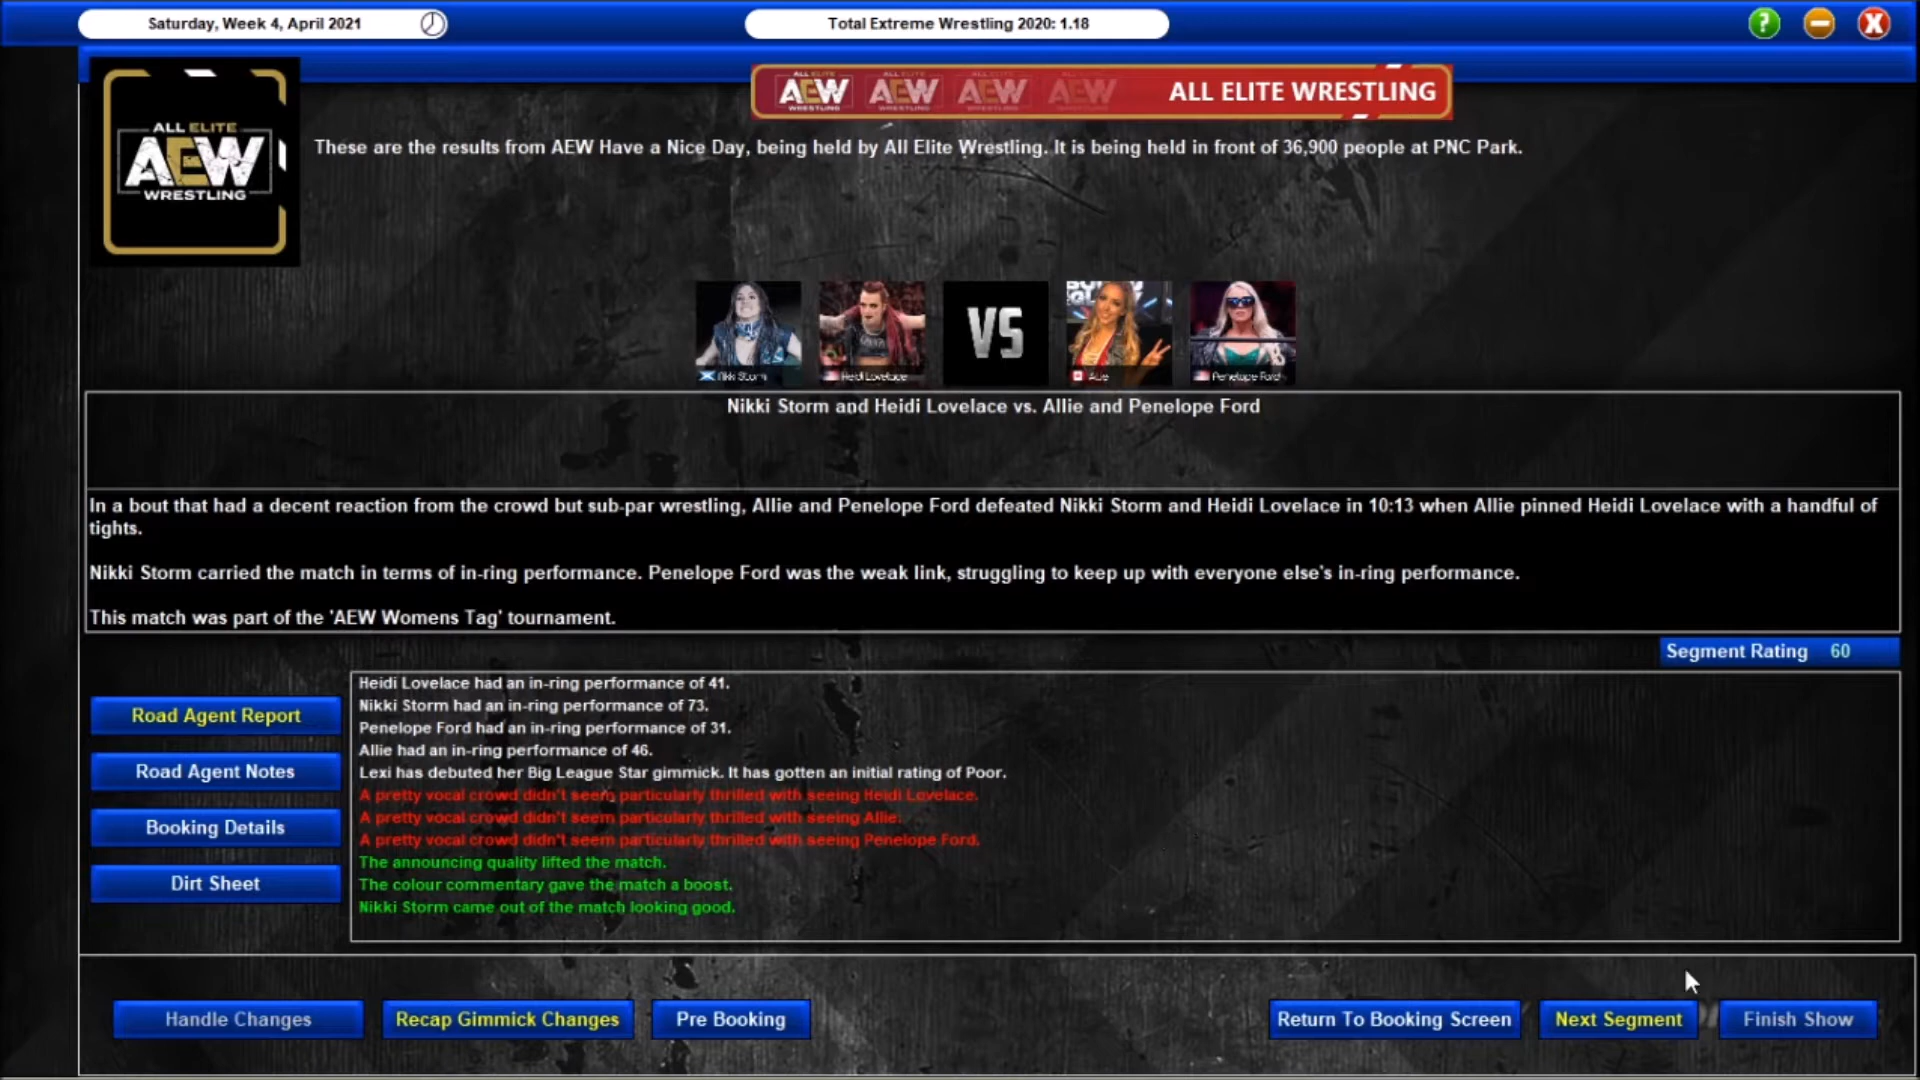 Saturday, Week 4, April 2021
Total Extreme Wrestling 2020: 1.18
ALL ELITE
AEW
WRESTLING
ALL ELITE WRESTLING
These are the results from AEW Have a Nice Day, being held by All Elite Wrestling. It is being held in front of 36,900 people at PNC Park.
Nikki Storm
Heidi Lovelace
VS
Allie
Penelope Ford
Nikki Storm and Heidi Lovelace vs. Allie and Penelope Ford
In a bout that had a decent reaction from the crowd but sub-par wrestling, Allie and Penelope Ford defeated Nikki Storm and Heidi Lovelace in 10:13 when Allie pinned Heidi Lovelace with a handful of
tights.
Nikki Storm carried the match in terms of in-ring performance. Penelope Ford was the weak link, struggling to keep up with everyone else's in-ring performance.
This match was part of the 'AEW Womens Tag' tournament.
Segment Rating 60
Road Agent Report
Road Agent Notes
Booking Details
Dirt Sheet
Heidi Lovelace had an in-ring performance of 41.
Nikki Storm had an in-ring performance of 73.
Penelope Ford had an in-ring performance of 31.
Allie had an in-ring performance of 46.
Lexi has debuted her Big League Star gimmick. It has gotten an initial rating of Poor.
A pretty vocal crowd didn't seem particularly thrilled with seeing Heidi Lovelace.
A pretty vocal crowd didn't seem particularly thrilled with seeing Allie.
A pretty vocal crowd didn't seem particularly thrilled with seeing Penelope Ford.
The announcing quality lifted the match.
The colour commentary gave the match a boost.
Nikki Storm came out of the match looking good.
Handle Changes
Recap Gimmick Changes
Pre Booking
Return To Booking Screen
Next Segment
Finish Show